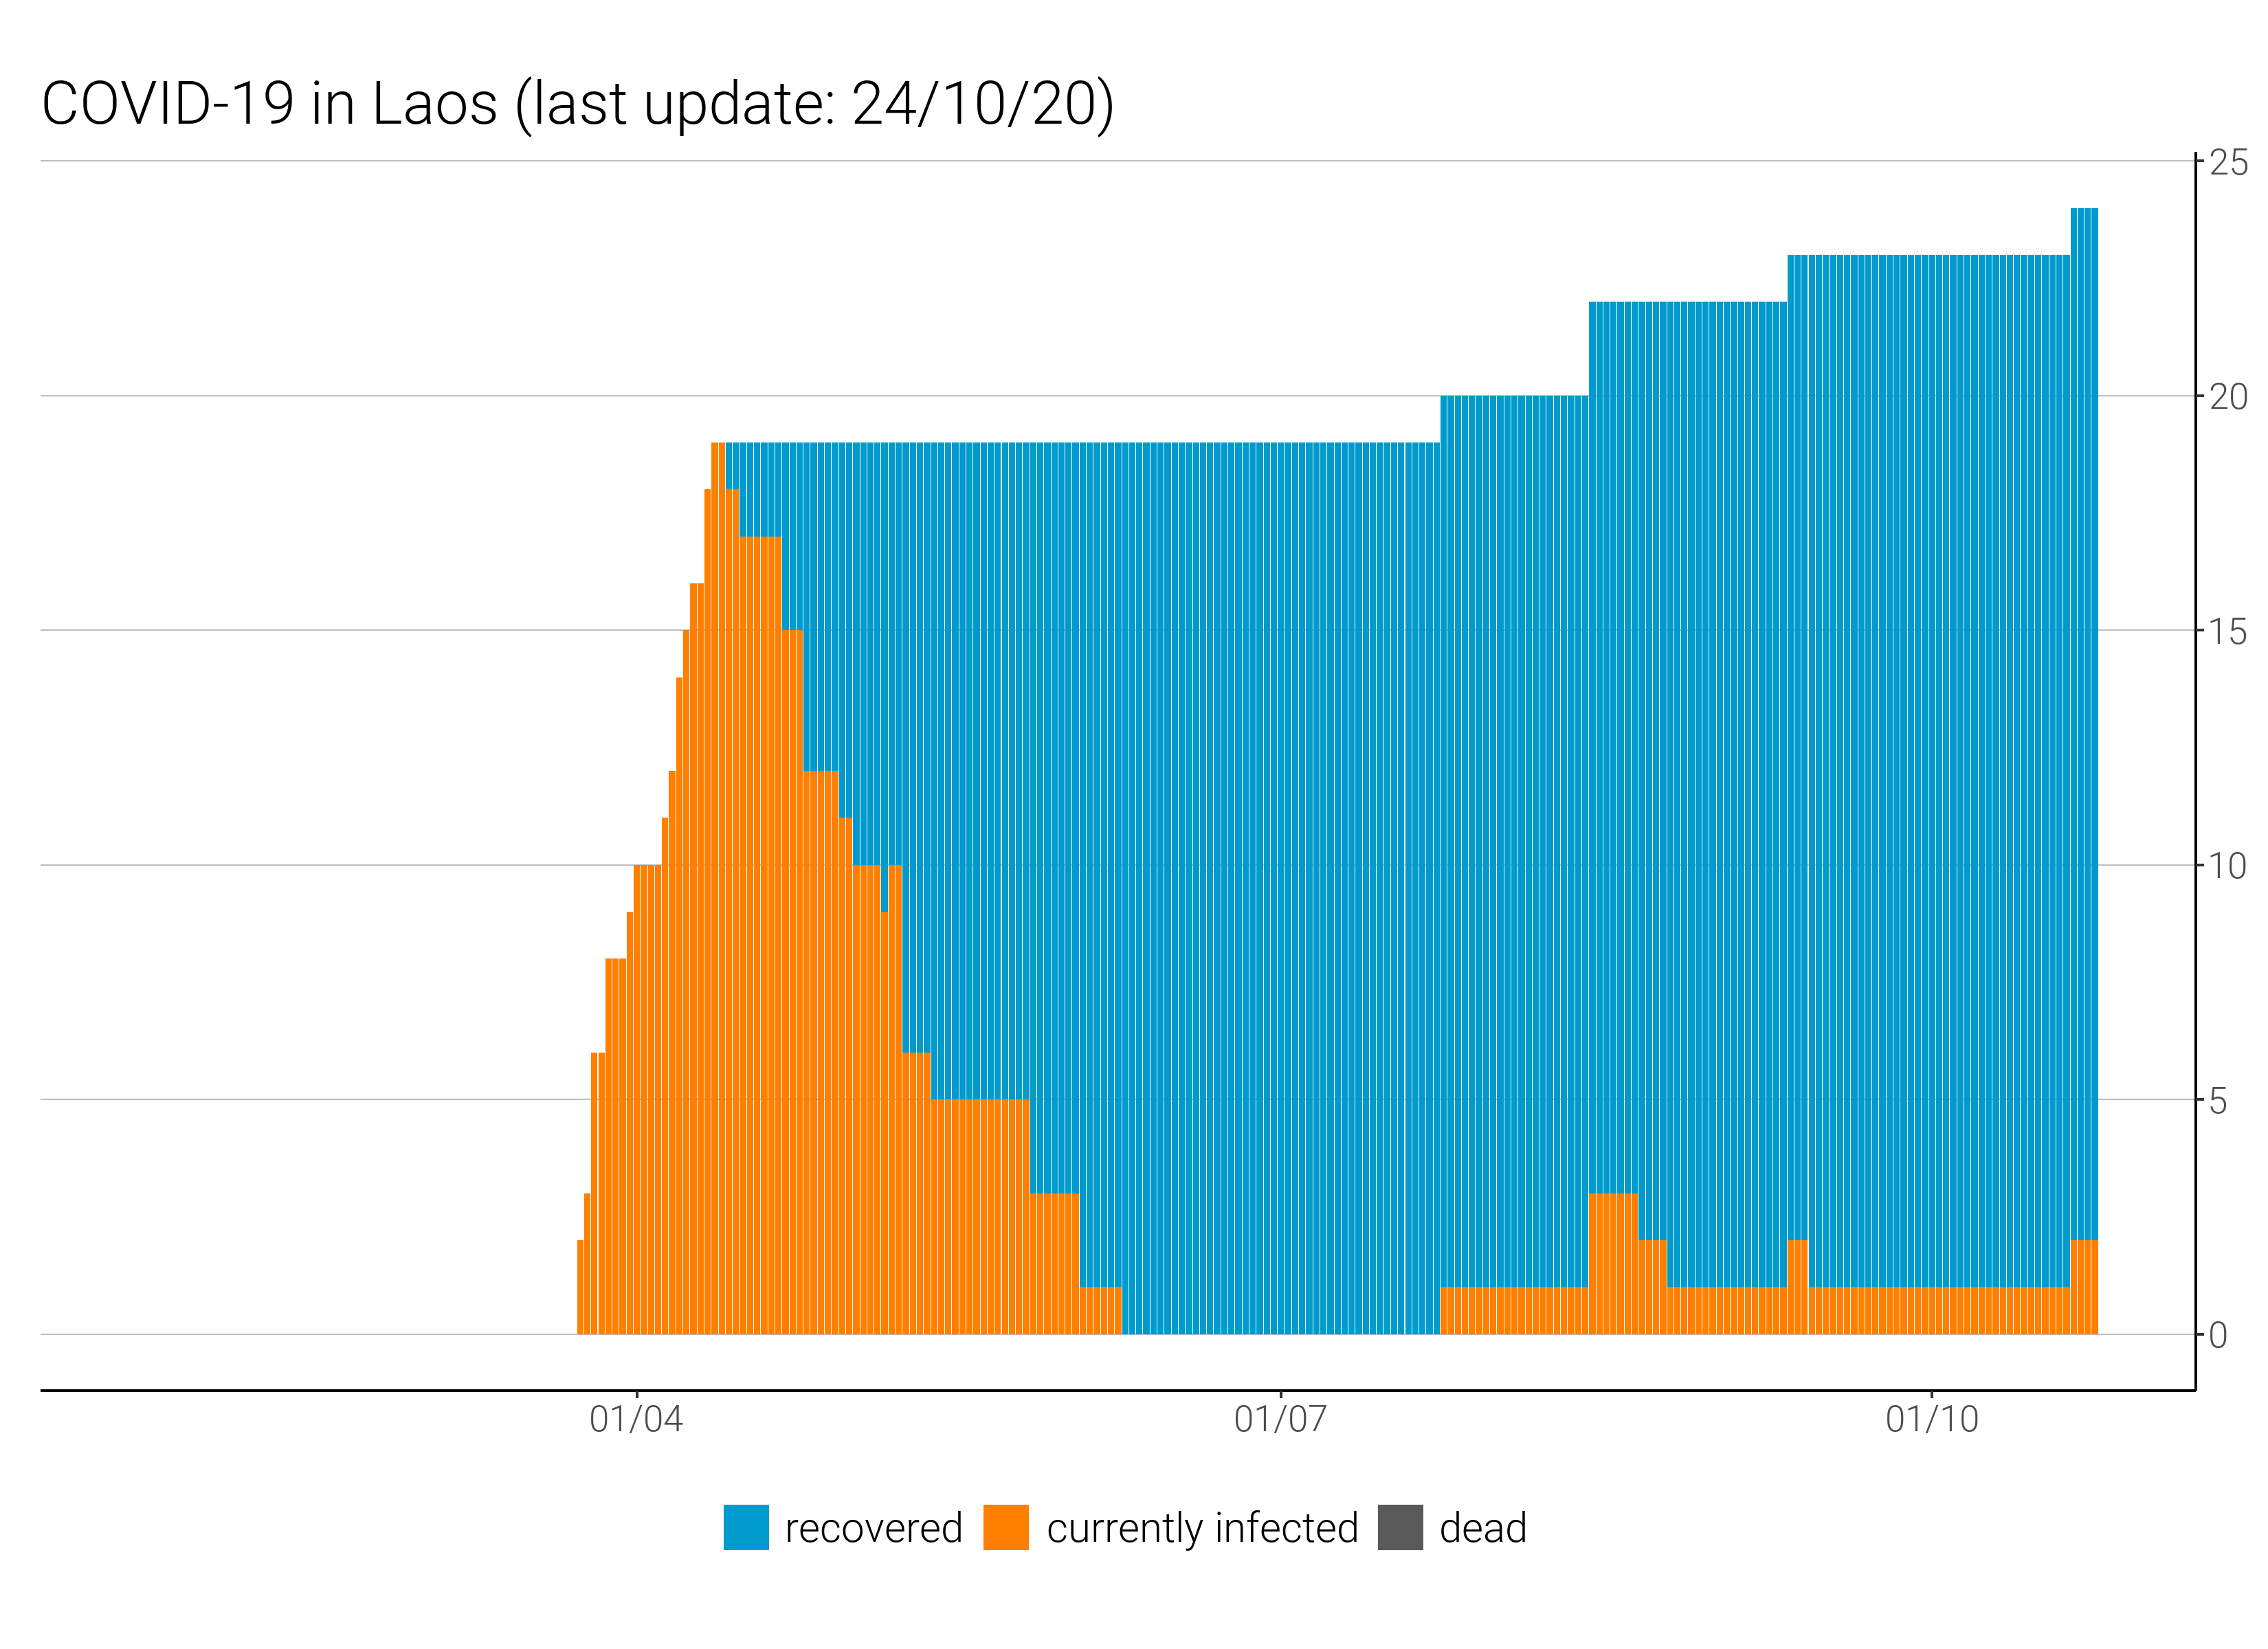 COVID-19 in Laos (last update: 24/10/20)
25
20
15
10
5
0
01/04 01/07 01/10
recovered currently infected dead